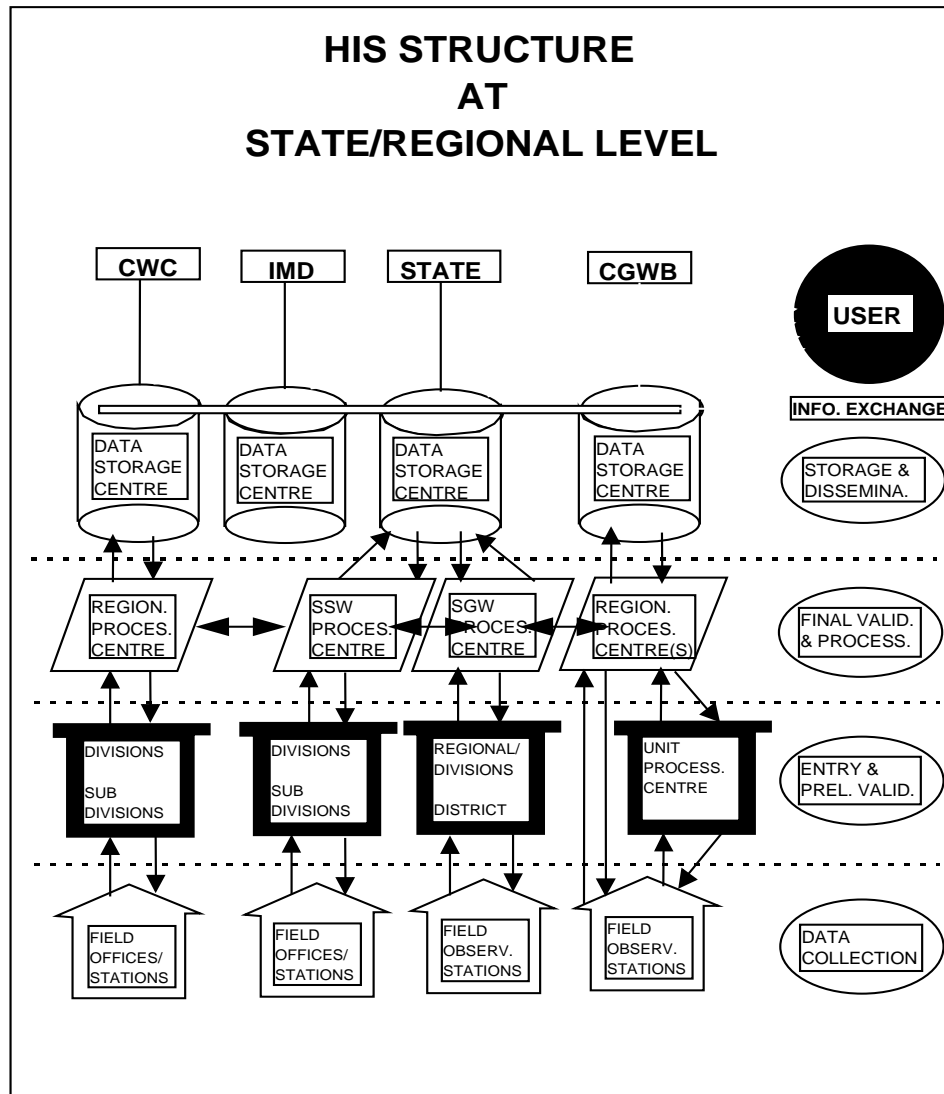 HIS STRUCTURE
AT
STATE/REGIONAL LEVEL
CWC
IMD
STATE
CGWB
USER
INFO. EXCHANGE
DATA
STORAGE
CENTRE
DATA
STORAGE
CENTRE
DATA
STORAGE
CENTRE
DATA
STORAGE
CENTRE
STORAGE &
DISSEMINA.
REGION.
PROCES.
CENTRE
SSW
PROCES.
CENTRE
SGW
PROCES.
CENTRE
REGION.
PROCES.
CENTRE(S)
FINAL VALID.
& PROCESS.
DIVISIONS
SUB
DIVISIONS
DIVISIONS
SUB
DIVISIONS
REGIONAL/
DIVISIONS
DISTRICT
UNIT
PROCESS.
CENTRE
ENTRY &
PREL. VALID.
FIELD
OFFICES/
STATIONS
FIELD
OFFICES/
STATIONS
FIELD
OBSERV.
STATIONS
FIELD
OBSERV.
STATIONS
DATA
COLLECTION